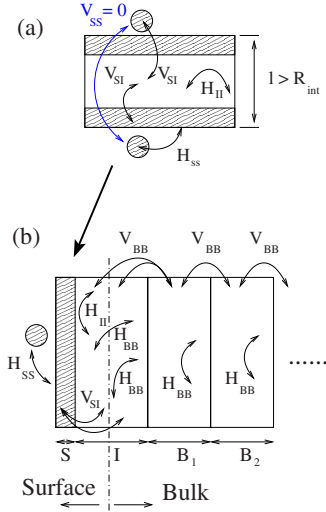 V_SS = 0
(a)
V_SI V_SI
H_II
l > R_int
H_ss
(b)
V_BB V_BB V_BB
H_II
H_BB
H_SS
H_BB H_BB H_BB
V_SI
......
S I B_1 B_2
Surface Bulk